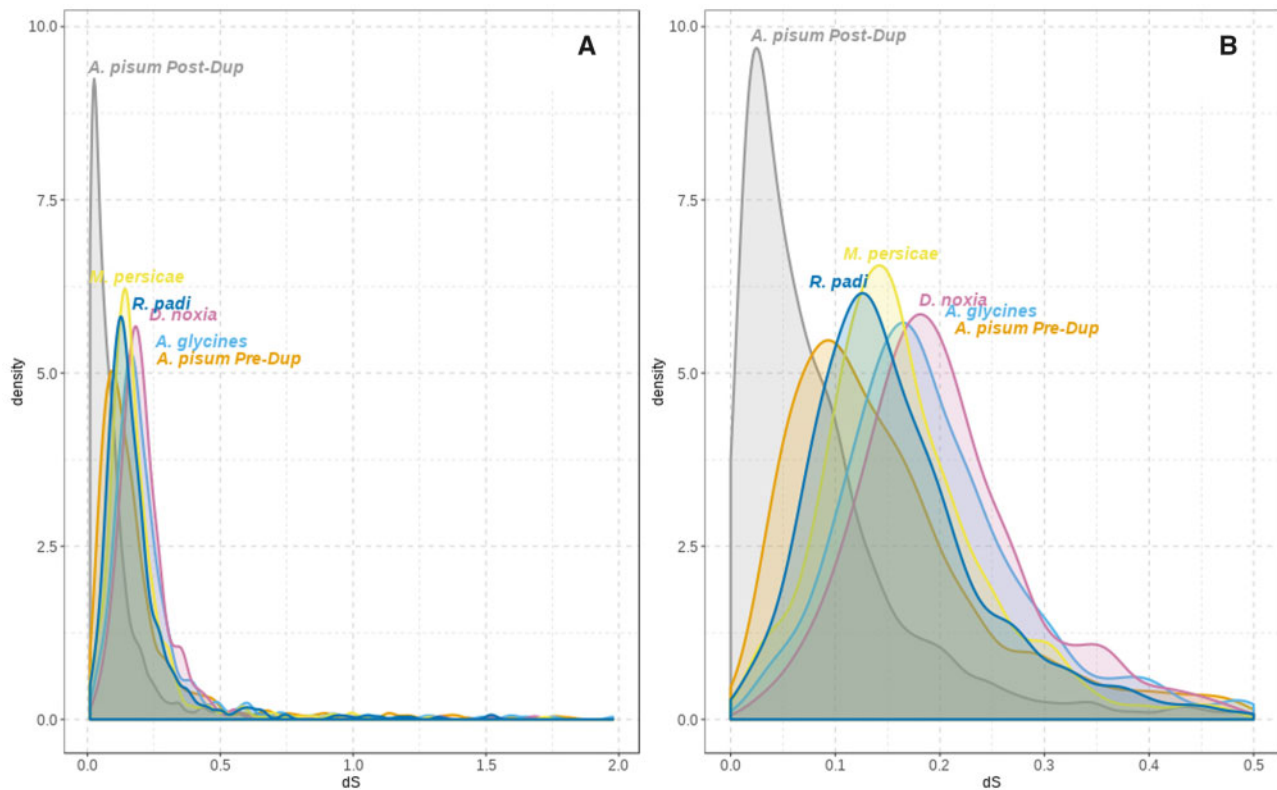 10.0
A
A. pisum Post-Dup
7.5
M. persicae
R. padi
D. noxia
A. glycines
A. pisum Pre-Dup
5.0
density
2.5
0.0
0.0 0.5 1.0 1.5 2.0
dS
10.0
A. pisum Post-Dup
B
7.5
M. persicae
R. padi
D. noxia
A. glycines
A. pisum Pre-Dup
5.0
density
2.5
0.0
0.0 0.1 0.2 0.3 0.4 0.5
dS